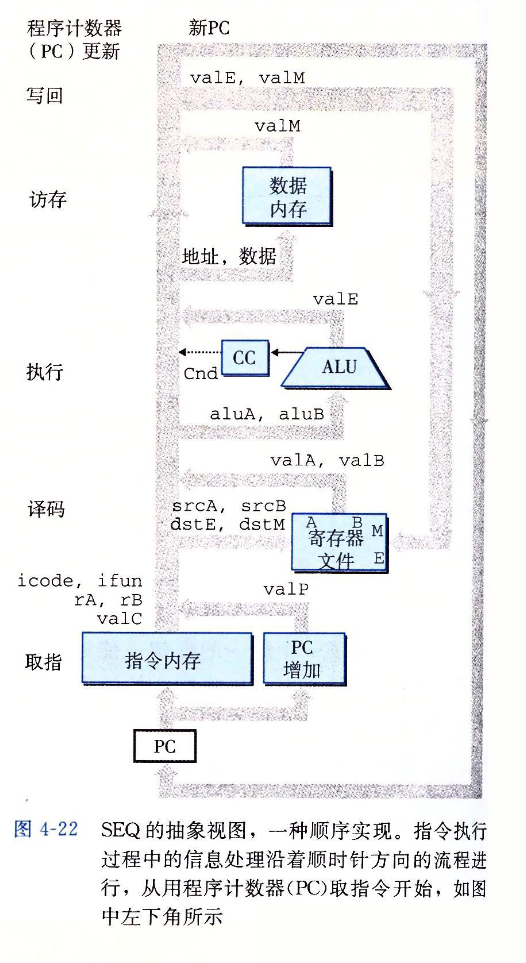 程序计数器
（PC）更新
新PC
写回
valE, valM
valM
访存
数据
内存
地址，数据
valE
执行
CC
ALU
Cnd
aluA, aluB
valA, valB
译码
srcA, srcB
dstE, dstM
A B M
寄存器
文件 E
icode, ifun
rA, rB
valC
valP
取指
指令内存
PC
增加
PC
图 4-22 SEQ的抽象视图，一种顺序实现。指令执行
过程中的信息处理沿着顺时针方向的流程进
行，从用程序计数器(PC)取指令开始，如图
中左下角所示